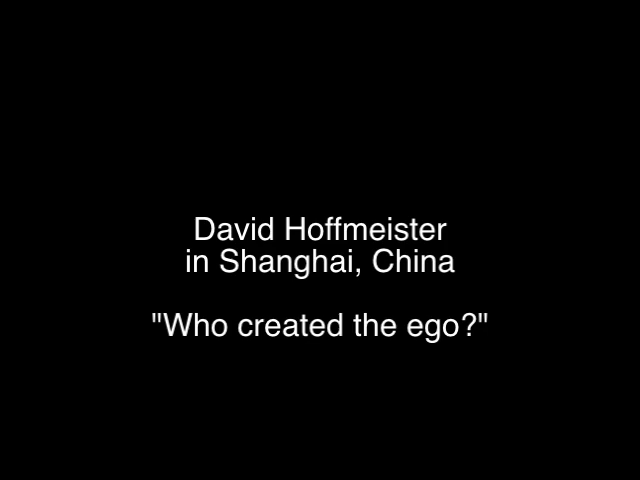 David Hoffmeister
in Shanghai, China
"Who created the ego?"